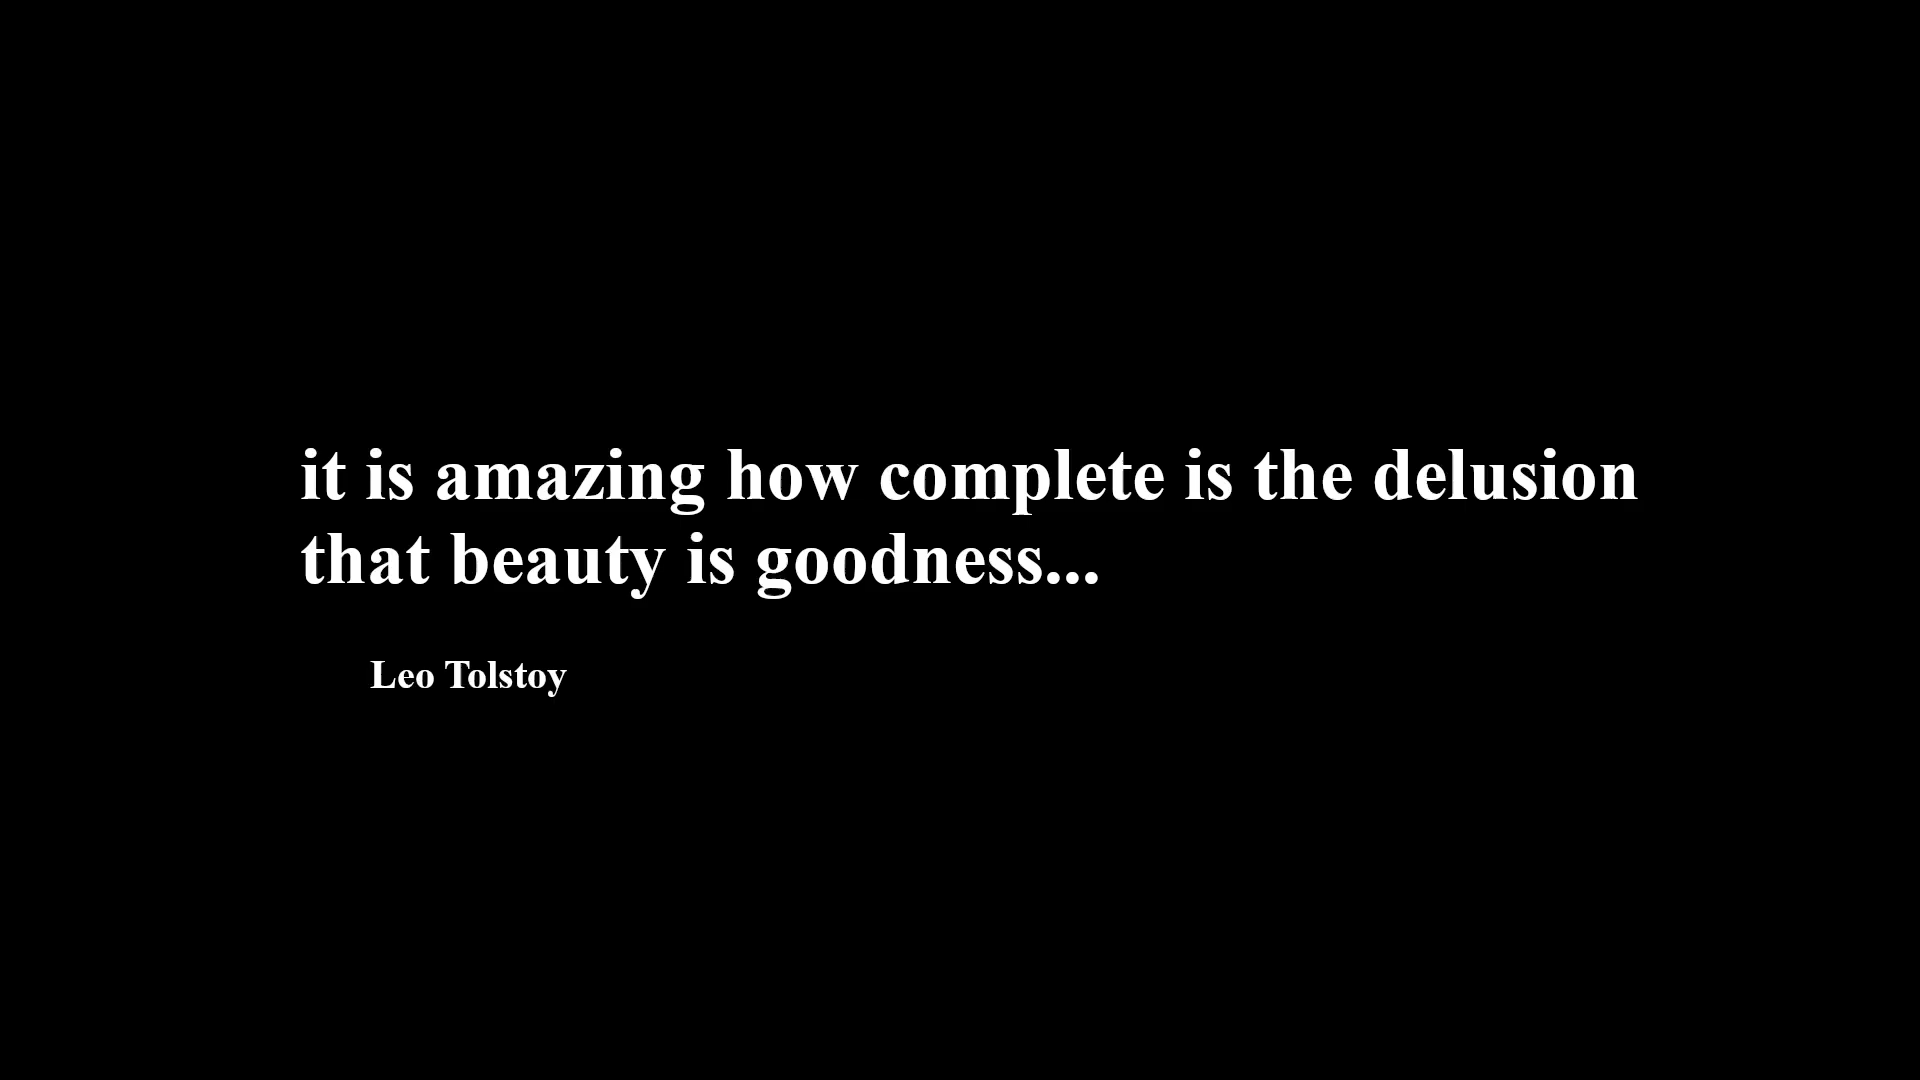 it is amazing how complete is the delusion
that beauty is goodness...
Leo Tolstoy